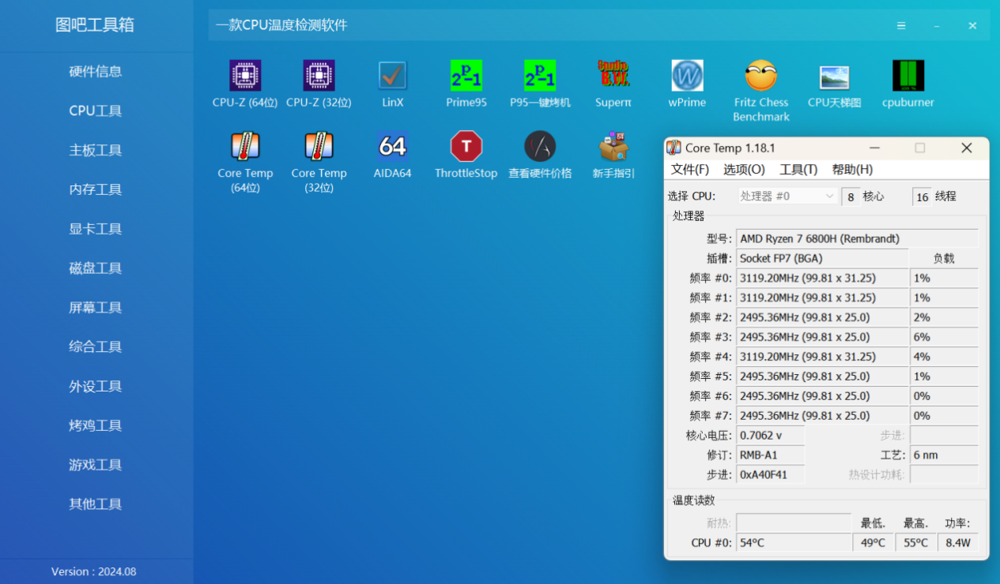 图吧工具箱
一款CPU温度检测软件
硬件信息
CPU工具
主板工具
内存工具
显卡工具
磁盘工具
屏幕工具
综合工具
外设工具
烤鸡工具
游戏工具
其他工具
Version : 2024.08
CPU-Z (64位)
CPU-Z (32位)
LinX
Prime95
P95一键烤机
Superπ
wPrime
Fritz Chess
Benchmark
CPU天梯图
cpuburner
Core Temp
(64位)
Core Temp
(32位)
64
AIDA64
T
ThrottleStop
查看硬件价格
新手指引
Core Temp 1.18.1
文件(F) 选项(O) 工具(T) 帮助(H)
选择 CPU: 处理器 #0 8 核心 16 线程
处理器
型号: AMD Ryzen 7 6800H (Rembrandt)
插槽: Socket FP7 (BGA) 负载
频率 #0: 3119.20MHz (99.81 x 31.25) 1%
频率 #1: 3119.20MHz (99.81 x 31.25) 1%
频率 #2: 2495.36MHz (99.81 x 25.0) 2%
频率 #3: 2495.36MHz (99.81 x 25.0) 6%
频率 #4: 3119.20MHz (99.81 x 31.25) 4%
频率 #5: 2495.36MHz (99.81 x 25.0) 1%
频率 #6: 2495.36MHz (99.81 x 25.0) 0%
频率 #7: 2495.36MHz (99.81 x 25.0) 0%
核心电压: 0.7062 v 步进:
修订: RMB-A1 工艺: 6 nm
步进: 0xA40F41 热设计功耗:
温度读数
耐热: 最低. 最高. 功率:
CPU #0: 54ºC 49ºC 55ºC 8.4W